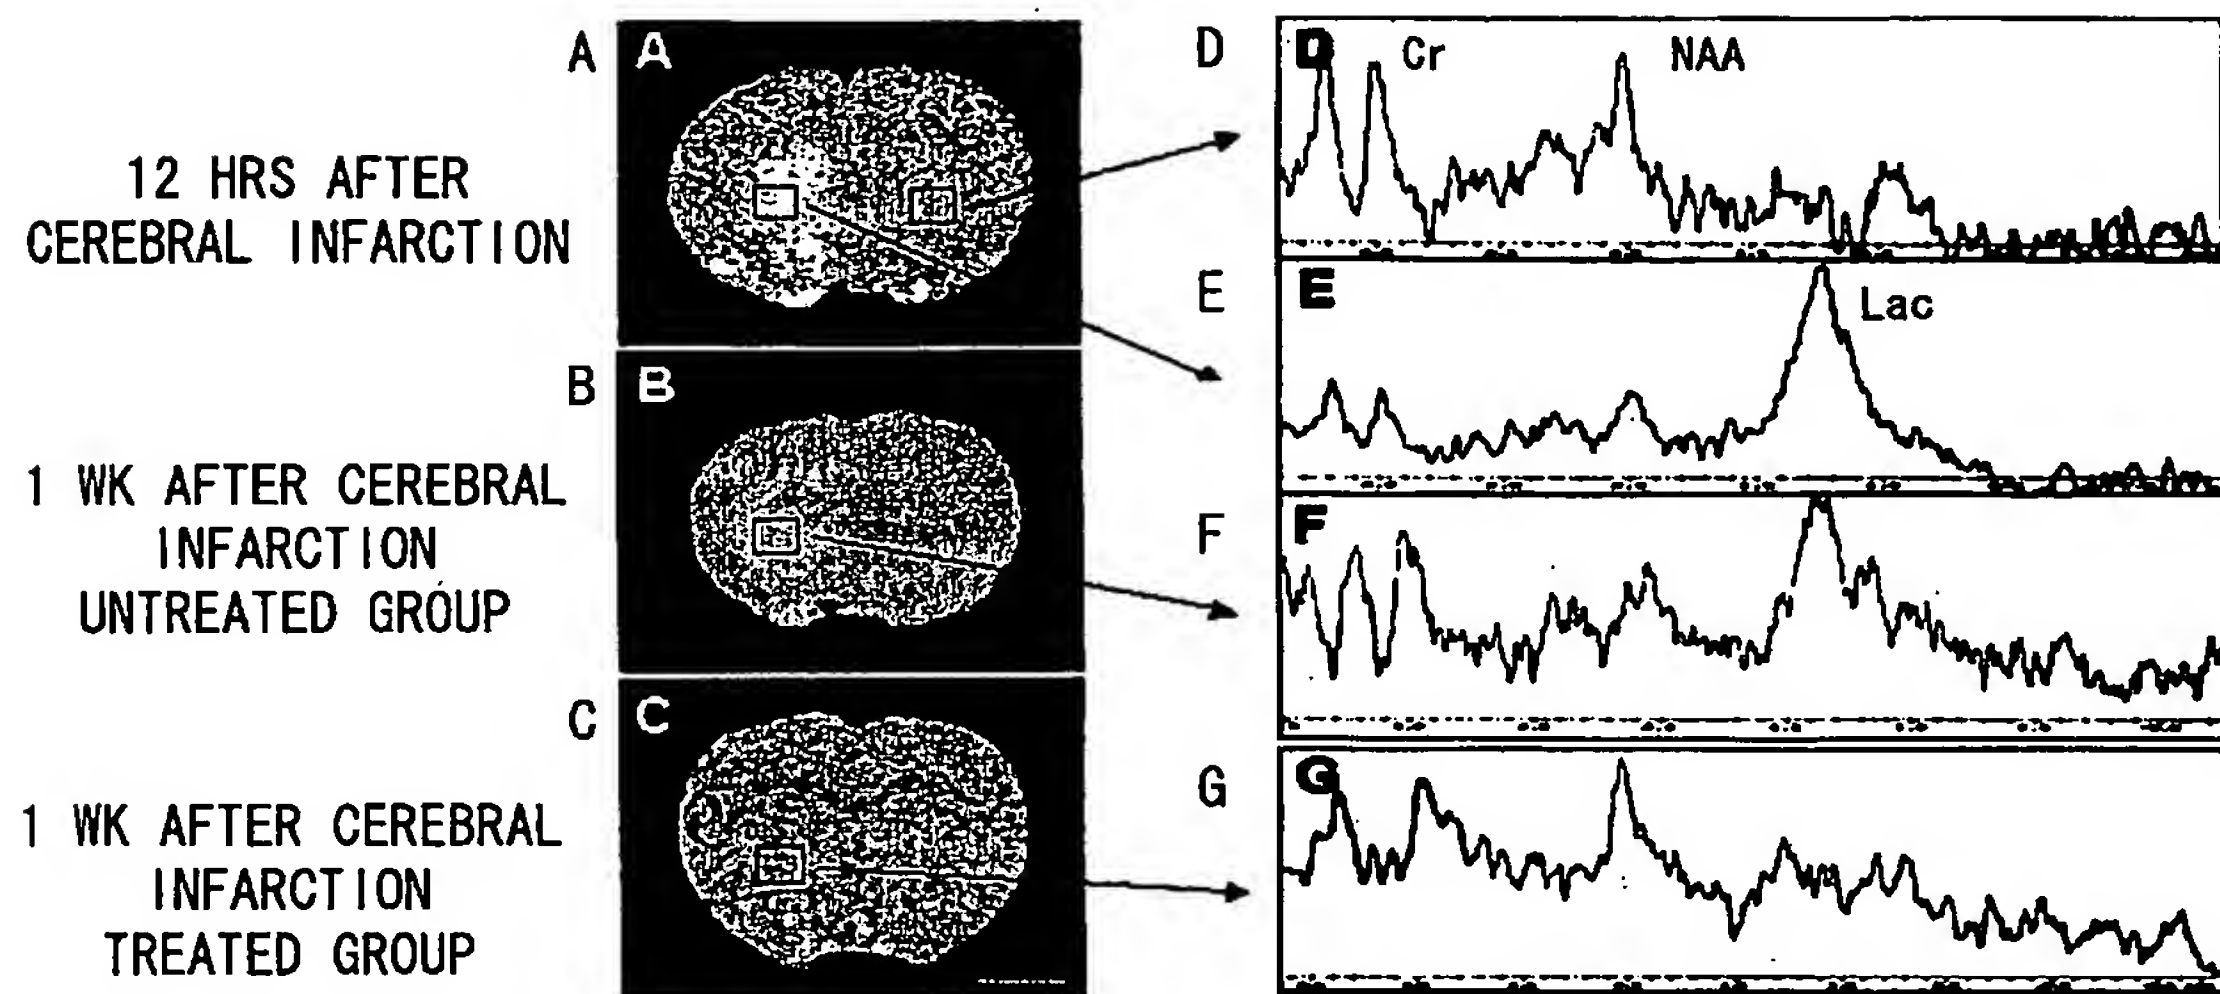 A
A
D
D
Cr
NAA
12 HRS AFTER
CEREBRAL INFARCTION
E
E
Lac
B
B
1 WK AFTER CEREBRAL
INFARCTION
UNTREATED GROUP
F
F
C
C
1 WK AFTER CEREBRAL
INFARCTION
TREATED GROUP
G
G